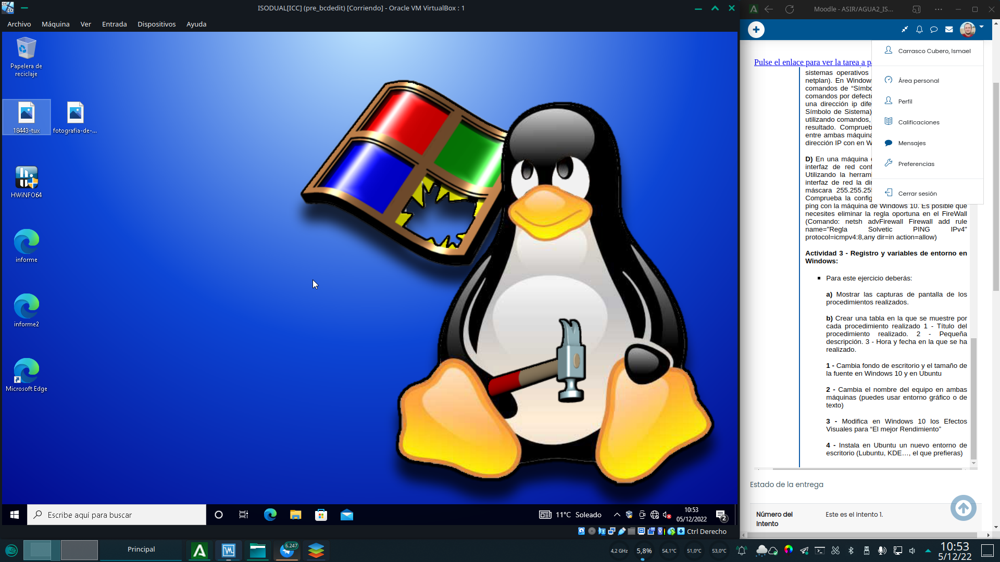 ISODUAL[ICC] (pre_bcdedit) [Corriendo] - Oracle VM VirtualBox : 1
Archivo Máquina Ver Entrada Dispositivos Ayuda
Papelera de
reciclaje
18443-tux
fotografia-de-...
HWiNFO64
informe
informe2
Microsoft Edge
Escribe aquí para buscar
11°C Soleado
10:53
05/12/2022
2
Ctrl Derecho
Moodle - ASIR/AGUA2_IS...
Carrasco Cubero, Ismael
Área personal
Perfil
Calificaciones
Mensajes
Preferencias
Cerrar sesión
Pulse el enlace para ver la tarea a p
sistemas operativos
netplan). En Window
comandos de “Símbo
comandos por defect
una dirección ip dife
Símbolo de Sistema)
utilizando comandos,
resultado. Comprueb
entre ambas máquina
dirección IP con en W
D) En una máquina
interfaz de red conf
Utilizando la herram
interfaz de red la di
máscara 255.255.25
Comprueba la config
ping con la máquina de Windows 10. Es posible que
necesites eliminar la regla oportuna en el FireWall
(Comando: netsh advFirewall Firewall add rule
name="Regla Solvetic PING IPv4"
protocol=icmpv4:8,any dir=in action=allow)
Actividad 3 - Registro y variables de entorno en
Windows:
Para este ejercicio deberás:
a) Mostrar las capturas de pantalla de los
procedimientos realizados.
b) Crear una tabla en la que se muestre por
cada procedimiento realizado 1 - Título del
procedimiento realizado. 2 - Pequeña
descripción. 3 - Hora y fecha en la que se ha
realizado.
1 - Cambia fondo de escritorio y el tamaño de
la fuente en Windows 10 y en Ubuntu
2 - Cambia el nombre del equipo en ambas
máquinas (puedes usar entorno gráfico o de
texto)
3 - Modifica en Windows 10 los Efectos
Visuales para “El mejor Rendimiento”
4 - Instala en Ubuntu un nuevo entorno de
escritorio (Lubuntu, KDE…, el que prefieras)
Estado de la entrega
Número del
Intento
Este es el intento 1.
Principal
6.247
4,2 GHz
5,8%
54,1°C
51,0°C
53,0°C
10:53
5/12/22